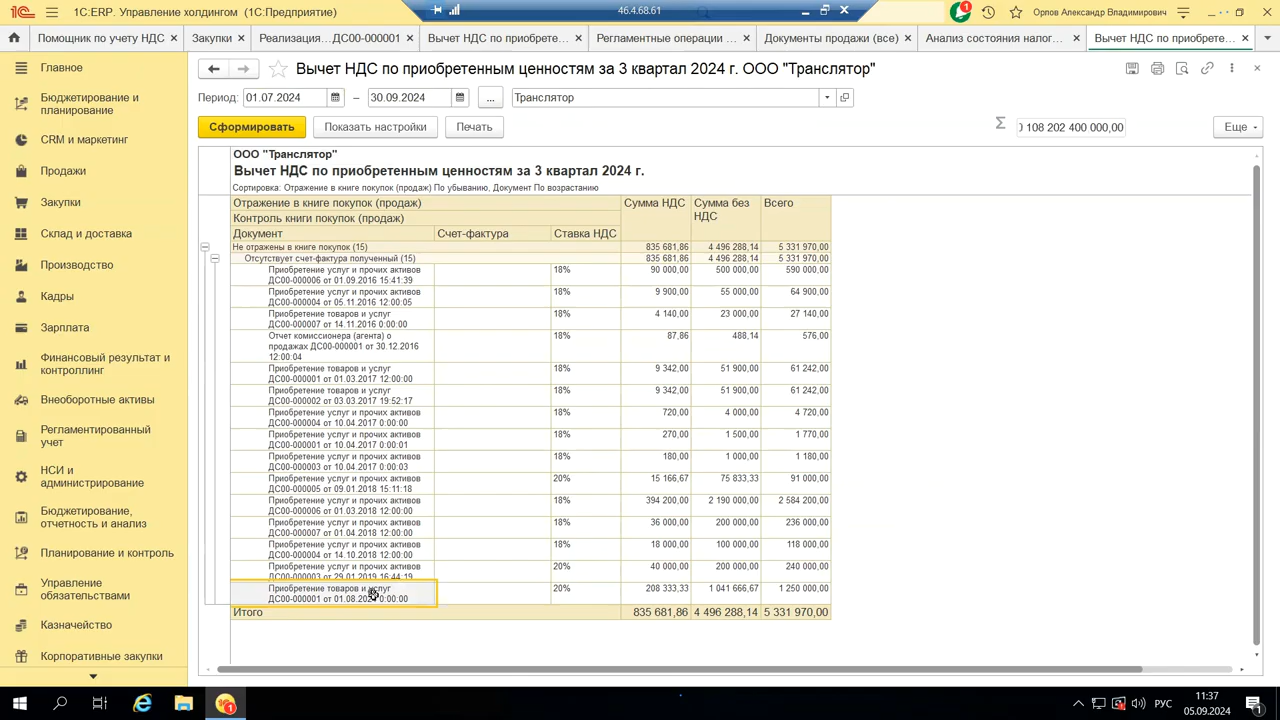 1С:ERP. Управление холдингом (1С:Предприятие)
46.4.68.61
1
Орлов Александр Владимирович
Помощник по учету НДС
Закупки
Реализация...ДС00-000001
Вычет НДС по приобрете...
Регламентные операции ...
Документы продажи (все)
Анализ состояния налог...
Вычет НДС по приобрете...
Главное
Бюджетирование и
планирование
CRM и маркетинг
Продажи
Закупки
Склад и доставка
Производство
Кадры
Зарплата
Финансовый результат и
контроллинг
Внеоборотные активы
Регламентированный
учет
НСИ и
администрирование
Бюджетирование,
отчетность и анализ
Планирование и контроль
Управление
обязательствами
Казначейство
Корпоративные закупки
Вычет НДС по приобретенным ценностям за 3 квартал 2024 г. ООО "Транслятор"
Период: 01.07.2024 – 30.09.2024 ... Транслятор
Сформировать Показать настройки Печать Σ 108 202 400 000,00 Еще
ООО "Транслятор"
Вычет НДС по приобретенным ценностям за 3 квартал 2024 г.
Сортировка: Отражение в книге покупок (продаж) По убыванию, Документ По возрастанию
Отражение в книге покупок (продаж) Сумма НДС Сумма без НДС Всего
Контроль книги покупок (продаж)
Документ Счет-фактура Ставка НДС
Не отражены в книге покупок (15) 835 681,86 4 496 288,14 5 331 970,00
Отсутствует счет-фактура полученный (15) 835 681,86 4 496 288,14 5 331 970,00
Приобретение услуг и прочих активов 18% 90 000,00 500 000,00 590 000,00
ДС00-000006 от 01.09.2016 15:41:39
Приобретение услуг и прочих активов 18% 9 900,00 55 000,00 64 900,00
ДС00-000004 от 05.11.2016 12:00:05
Приобретение товаров и услуг 18% 4 140,00 23 000,00 27 140,00
ДС00-000007 от 14.11.2016 0:00:00
Отчет комиссионера (агента) о 18% 87,86 488,14 576,00
продажах ДС00-000001 от 30.12.2016
12:00:04
Приобретение товаров и услуг 18% 9 342,00 51 900,00 61 242,00
ДС00-000001 от 01.03.2017 12:00:00
Приобретение товаров и услуг 18% 9 342,00 51 900,00 61 242,00
ДС00-000002 от 03.03.2017 19:52:17
Приобретение услуг и прочих активов 18% 720,00 4 000,00 4 720,00
ДС00-000004 от 10.04.2017 0:00:00
Приобретение услуг и прочих активов 18% 270,00 1 500,00 1 770,00
ДС00-000001 от 10.04.2017 0:00:01
Приобретение услуг и прочих активов 18% 180,00 1 000,00 1 180,00
ДС00-000003 от 10.04.2017 0:00:03
Приобретение услуг и прочих активов 20% 15 166,67 75 833,33 91 000,00
ДС00-000005 от 09.01.2018 15:11:18
Приобретение услуг и прочих активов 18% 394 200,00 2 190 000,00 2 584 200,00
ДС00-000006 от 01.03.2018 12:00:00
Приобретение услуг и прочих активов 18% 36 000,00 200 000,00 236 000,00
ДС00-000007 от 01.04.2018 12:00:00
Приобретение услуг и прочих активов 18% 18 000,00 100 000,00 118 000,00
ДС00-000004 от 14.10.2018 12:00:00
Приобретение услуг и прочих активов 20% 40 000,00 200 000,00 240 000,00
ДС00-000003 от 29.01.2019 16:44:19
Приобретение товаров и услуг 20% 208 333,33 1 041 666,67 1 250 000,00
ДС00-000001 от 01.08.2024 0:00:00
Итого 835 681,86 4 496 288,14 5 331 970,00
1
РУС
11:37
05.09.2024
1